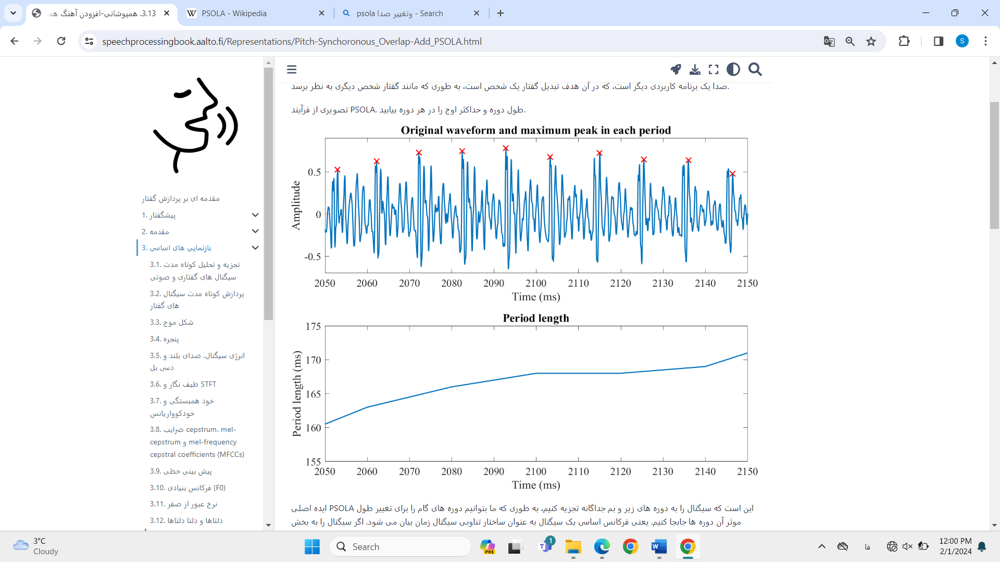 3.13. همپوشانی-افزودن آهنگ
PSOLA - Wikipedia
psola وتغییر صدا - Search
speechprocessingbook.aalto.fi/Representations/Pitch-Synchoronous_Overlap-Add_PSOLA.html
S
مقدمه ای بر پردازش گفتار
1. پیشگفتار
2. مقدمه
3. بازنمایی های اساسی
3.1. تجزیه و تحلیل کوتاه مدت
سیگنال های گفتاری و صوتی
3.2. پردازش کوتاه مدت سیگنال
های گفتار
3.3. شکل موج
3.4. پنجره
3.5. انرژی سیگنال، صدای بلند و
دسی بل
3.6. طیف نگار و STFT
3.7. خود همبستگی و
خودکوواریانس
3.8. ضرایب cepstrum، mel-
cepstrum و mel-frequency
cepstral coefficients (MFCCs)
3.9. پیش بینی خطی
3.10. فرکانس بنیادی (F0)
3.11. نرخ عبور از صفر
3.12. دلتاها و دلتا دلتاها
صدا یک برنامه کاربردی دیگر است، که در آن هدف تبدیل گفتار یک شخص است، به طوری که مانند گفتار شخص دیگری به نظر برسد.
تصویری از فرآیند PSOLA. طول دوره و حداکثر اوج را در هر دوره بیابید.
Original waveform and maximum peak in each period
0.5
0
-0.5
Amplitude
2050 2060 2070 2080 2090 2100 2110 2120 2130 2140 2150
Time (ms)
Period length
175
170
165
160
155
Period length (ms)
2050 2060 2070 2080 2090 2100 2110 2120 2130 2140 2150
Time (ms)
ایده اصلی PSOLA این است که سیگنال را به دوره های زیر و بم جداگانه تجزیه کنیم، به طوری که ما بتوانیم دوره های گام را برای تغییر طول
موثر آن دوره ها جابجا کنیم. یعنی فرکانس اساسی یک سیگنال به عنوان ساختار تناوبی سیگنال زمان بیان می شود. اگر سیگنال را به بخش
3°C
Cloudy
Search
PRE
1
فا
12:00 PM
2/1/2024